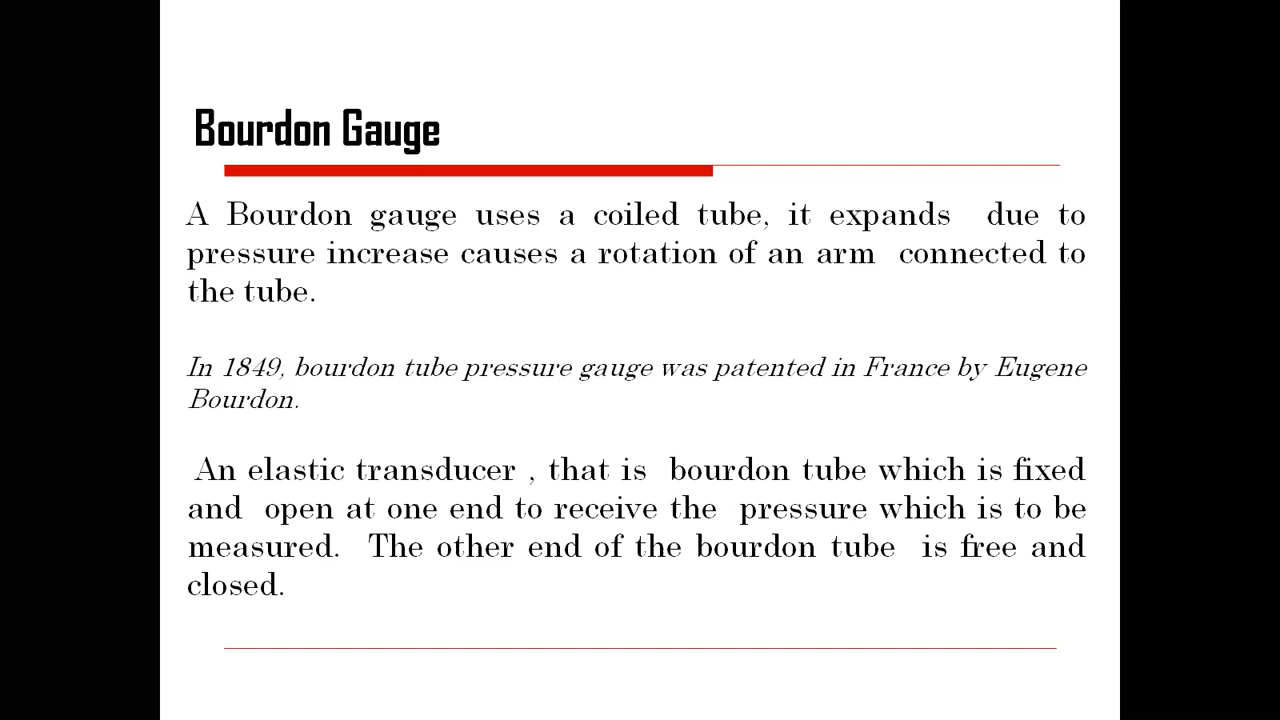 Bourdon Gauge
A Bourdon gauge uses a coiled tube, it expands due to
pressure increase causes a rotation of an arm connected to
the tube.
In 1849, bourdon tube pressure gauge was patented in France by Eugene
Bourdon.
An elastic transducer , that is bourdon tube which is fixed
and open at one end to receive the pressure which is to be
measured. The other end of the bourdon tube is free and
closed.